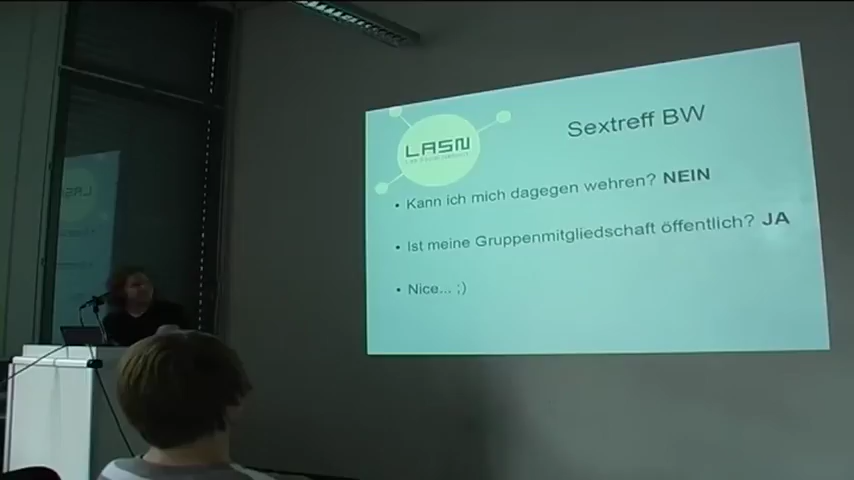 LASN
Sextreff BW
• Kann ich mich dagegen wehren? NEIN
• Ist meine Gruppenmitgliedschaft öffentlich? JA
• Nice... ;)